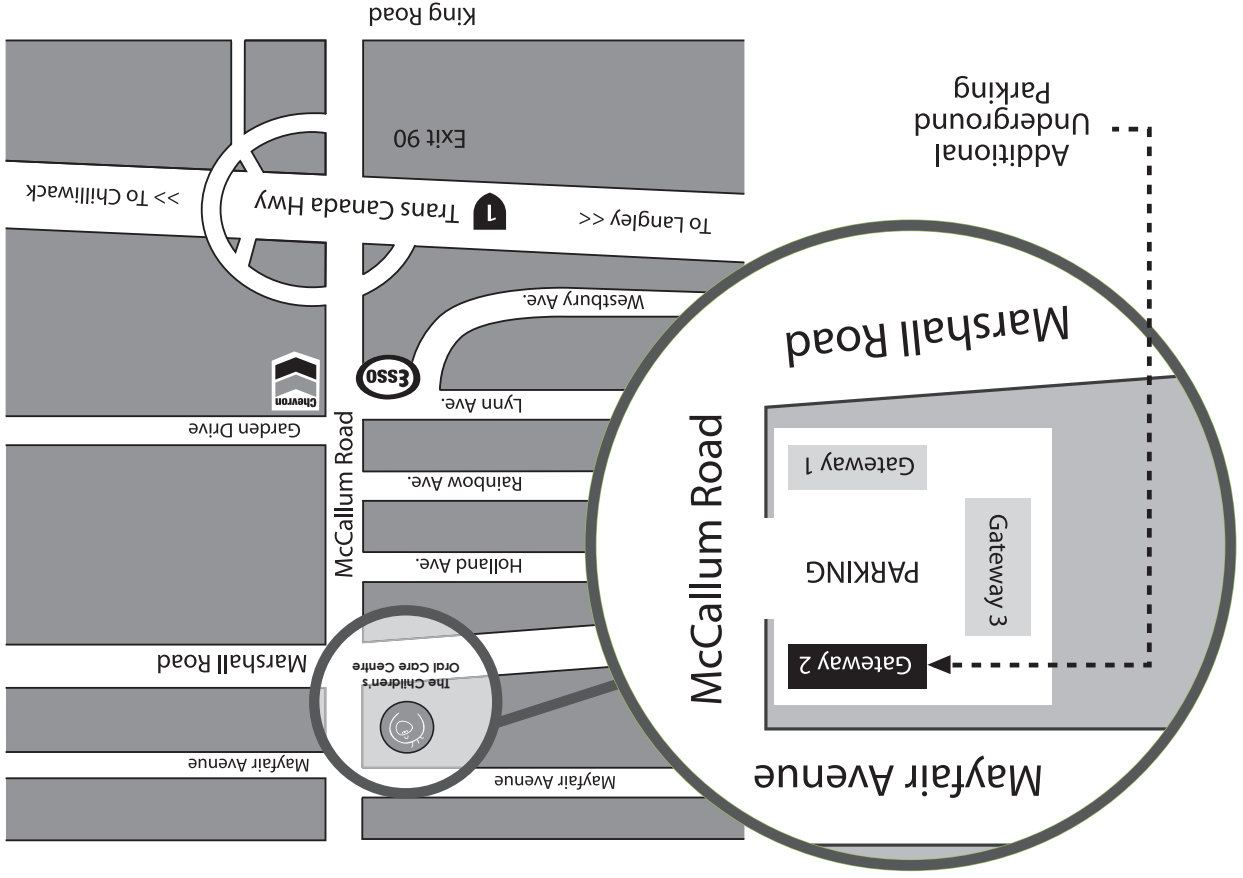 Mayfair Avenue
McCallum Road
Gateway 2
PARKING
Gateway 3
Gateway 1
Marshall Road
Additional
Underground
Parking
Mayfair Avenue
Mayfair Avenue
The Children's
Oral Care Centre
Marshall Road
Holland Ave.
McCallum Road
Rainbow Ave.
Garden Drive
Lynn Ave.
Esso
Chevron
Westbury Ave.
To Langley <<
1
Trans Canada Hwy
>> To Chilliwack
Exit 90
King Road